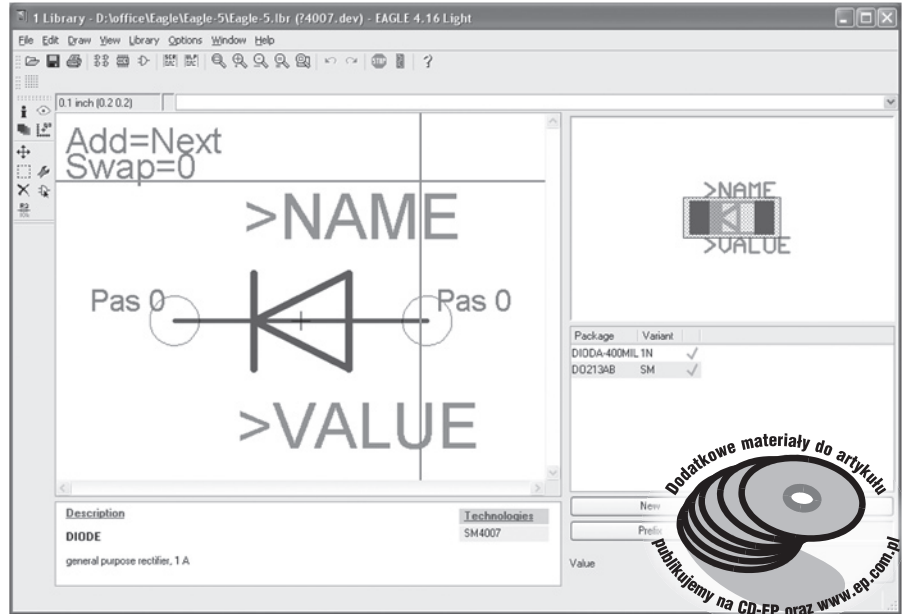 1 Library - D:\office\Eagle\Eagle-5\Eagle-5.lbr (?4007.dev) - EAGLE 4.16 Light
File Edit Draw View Library Options Window Help
0.1 inch (0.2 0.2)
Add=Next
Swap=0
>NAME
Pas 0
Pas 0
>VALUE
>NAME
>VALUE
Package Variant
DIODA-400MIL 1N
DO213AB SM
Description
DIODE
general purpose rectifier, 1 A
Technologies
SM4007
New
Value
Dodatkowe materiały do artykułu
publikujemy na CD-EP oraz www.ep.com.pl